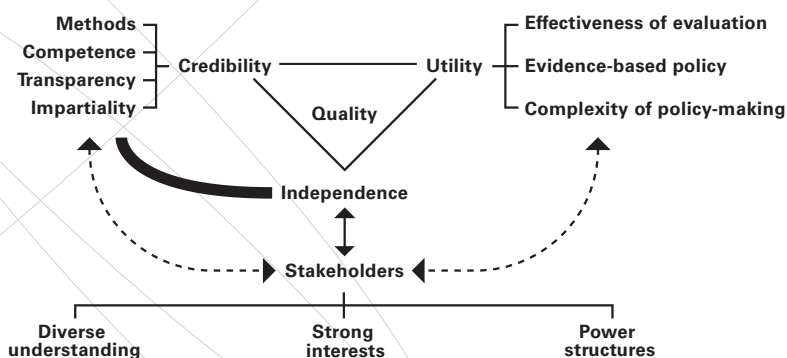 Methods
Competence
Transparency
Impartiality
Credibility
Utility
Effectiveness of evaluation
Evidence-based policy
Complexity of policy-making
Quality
Independence
Stakeholders
Diverse
understanding
Strong
interests
Power
structures